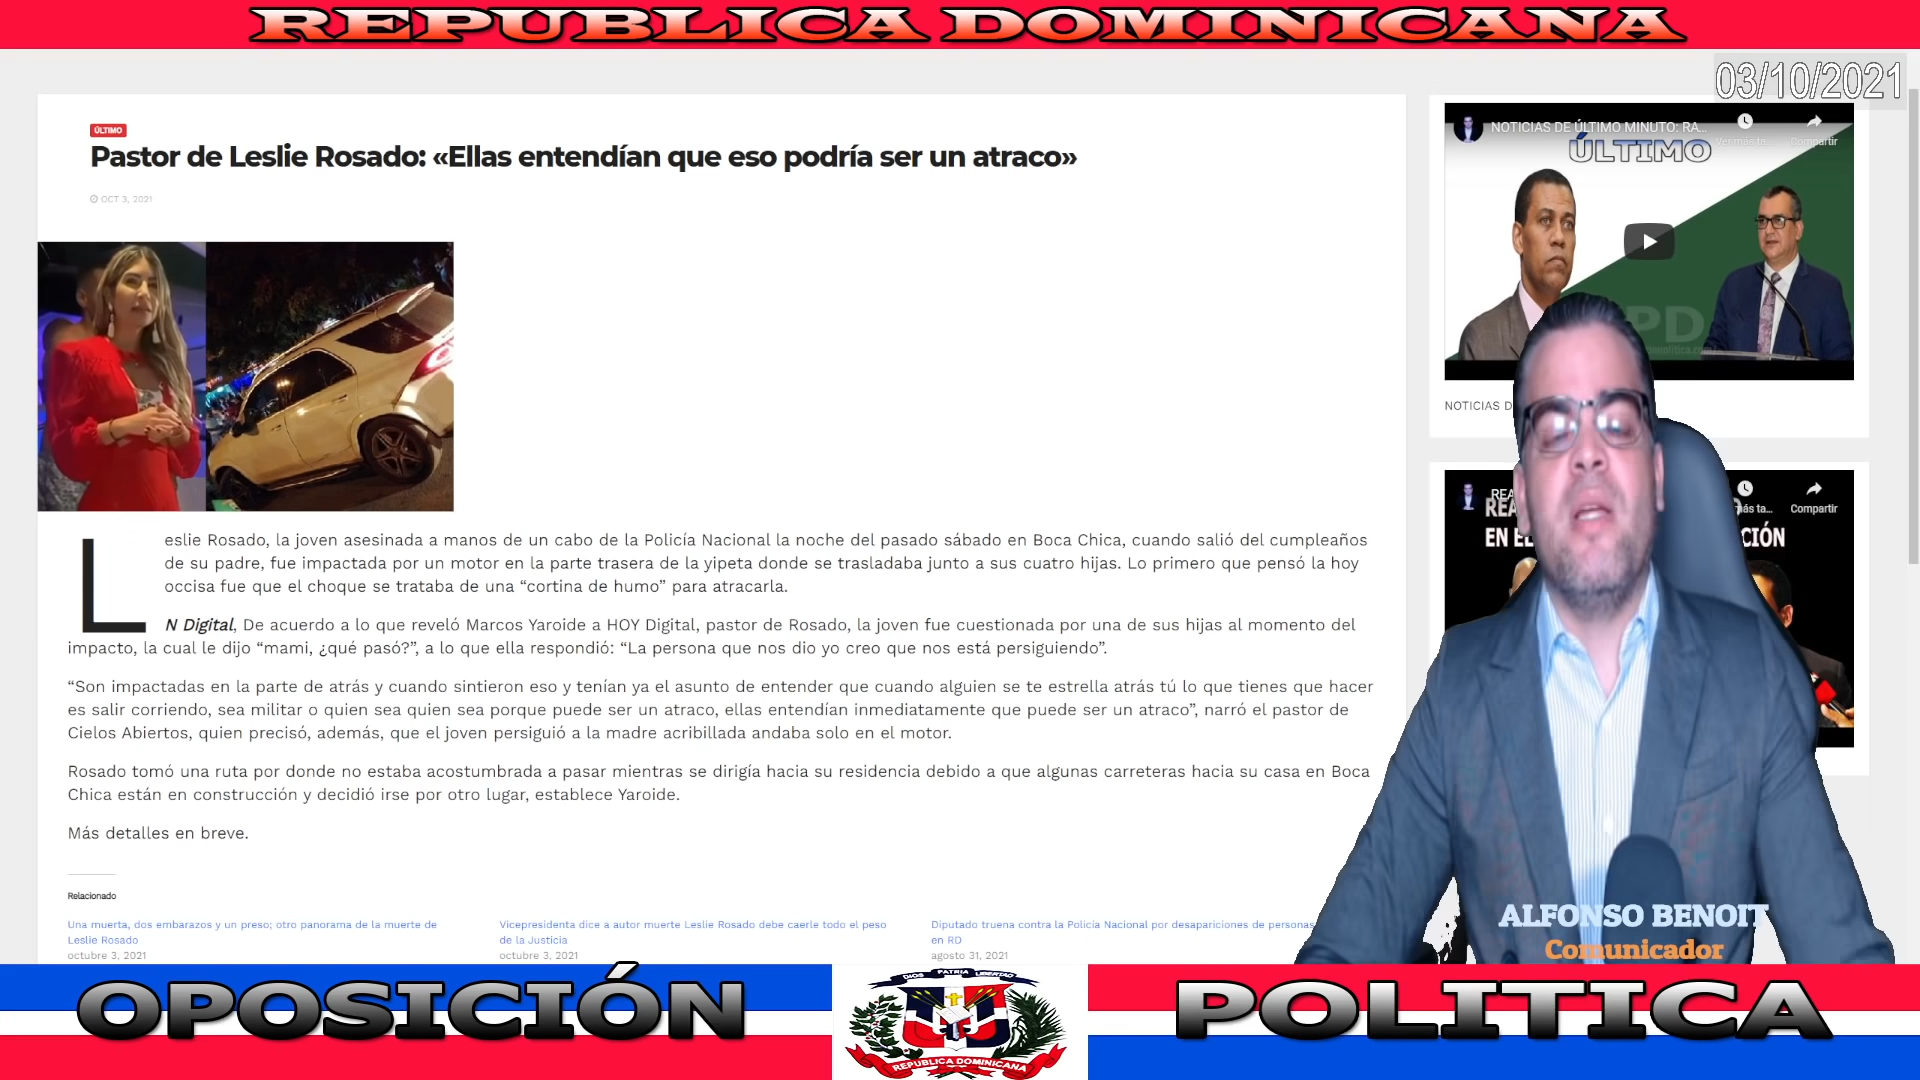 REPUBLICA DOMINICANA
03/10/2021
ÚLTIMO
Pastor de Leslie Rosado: «Ellas entendían que eso podría ser un atraco»
OCT 3, 2021
Leslie Rosado, la joven asesinada a manos de un cabo de la Policía Nacional la noche del pasado sábado en Boca Chica, cuando salió del cumpleaños
de su padre, fue impactada por un motor en la parte trasera de la yipeta donde se trasladaba junto a sus cuatro hijas. Lo primero que pensó la hoy
occisa fue que el choque se trataba de una “cortina de humo” para atracarla.
N Digital, De acuerdo a lo que reveló Marcos Yaroide a HOY Digital, pastor de Rosado, la joven fue cuestionada por una de sus hijas al momento del
impacto, la cual le dijo “mami, ¿qué pasó?”, a lo que ella respondió: “La persona que nos dio yo creo que nos está persiguiendo”.
“Son impactadas en la parte de atrás y cuando sintieron eso y tenían ya el asunto de entender que cuando alguien se te estrella atrás tú lo que tienes que hacer
es salir corriendo, sea militar o quien sea quien sea porque puede ser un atraco, ellas entendían inmediatamente que puede ser un atraco”, narró el pastor de
Cielos Abiertos, quien precisó, además, que el joven persiguió a la madre acribillada andaba solo en el motor.
Rosado tomó una ruta por donde no estaba acostumbrada a pasar mientras se dirigía hacia su residencia debido a que algunas carreteras hacia su casa en Boca
Chica están en construcción y decidió irse por otro lugar, establece Yaroide.
Más detalles en breve.
Relacionado
Una muerta, dos embarazos y un preso; otro panorama de la muerte de
Leslie Rosado
octubre 3, 2021
Vicepresidenta dice a autor muerte Leslie Rosado debe caerle todo el peso
de la Justicia
octubre 3, 2021
Diputado truena contra la Policía Nacional por desapariciones de personas
en RD
agosto 31, 2021
NOTICIAS DE ÚLTIMO MINUTO: RA...
Ver más ta...
Compartir
ÚLTIMO
PD
NOTICIAS D
REA
más ta...
Compartir
REA
EN EL
CIÓN
ALFONSO BENOIT
Comunicador
OPOSICIÓN
DIOS PATRIA LIBERTAD
REPUBLICA DOMINICANA
POLITICA